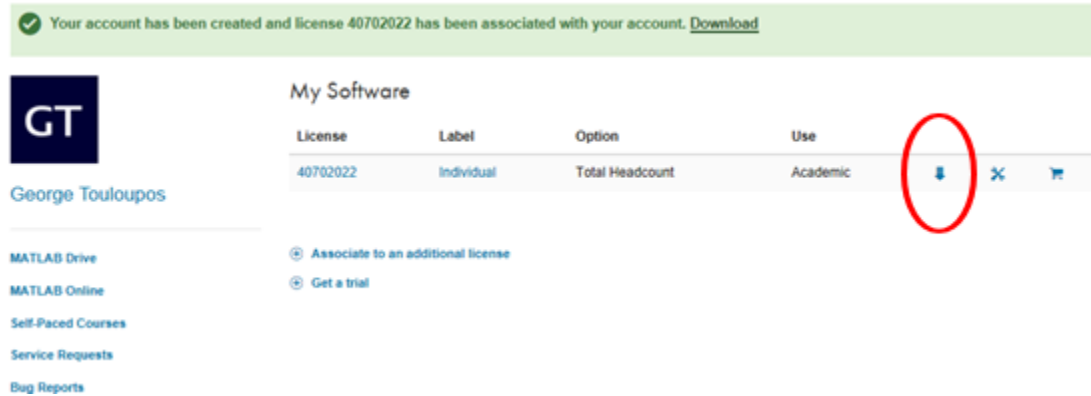 Your account has been created and license 40702022 has been associated with your account. Download
GT
George Touloupos
MATLAB Drive
MATLAB Online
Self-Paced Courses
Service Requests
Bug Reports
My Software
License Label Option Use
40702022 Individual Total Headcount Academic
Associate to an additional license
Get a trial